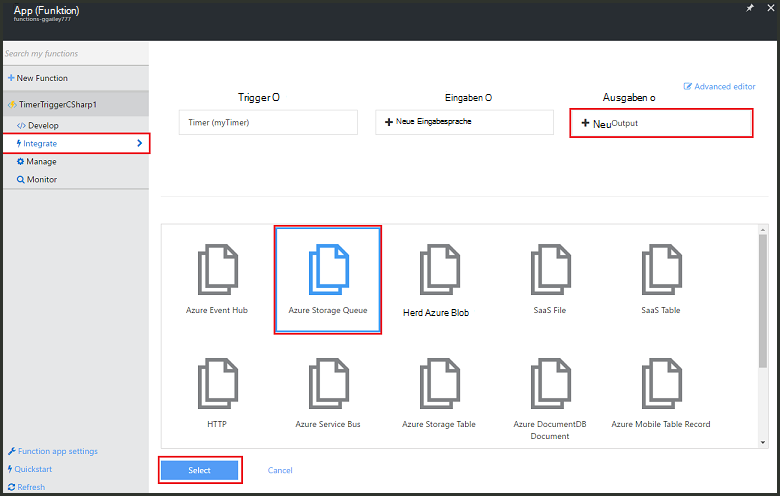 App (Funktion)
functions-ggailey777
Search my functions
+ New Function
TimerTriggerCSharp1
</> Develop
Integrate
Manage
Monitor
Function app settings
Quickstart
Refresh
Advanced editor
Trigger O
Eingaben O
Ausgaben o
Timer (myTimer)
+ Neue Eingabesprache
+ NeuOutput
Azure Event Hub
Azure Storage Queue
Herd Azure Blob
SaaS File
SaaS Table
HTTP
Azure Service Bus
Azure Storage Table
Azure DocumentDB
Document
Azure Mobile Table Record
Select
Cancel